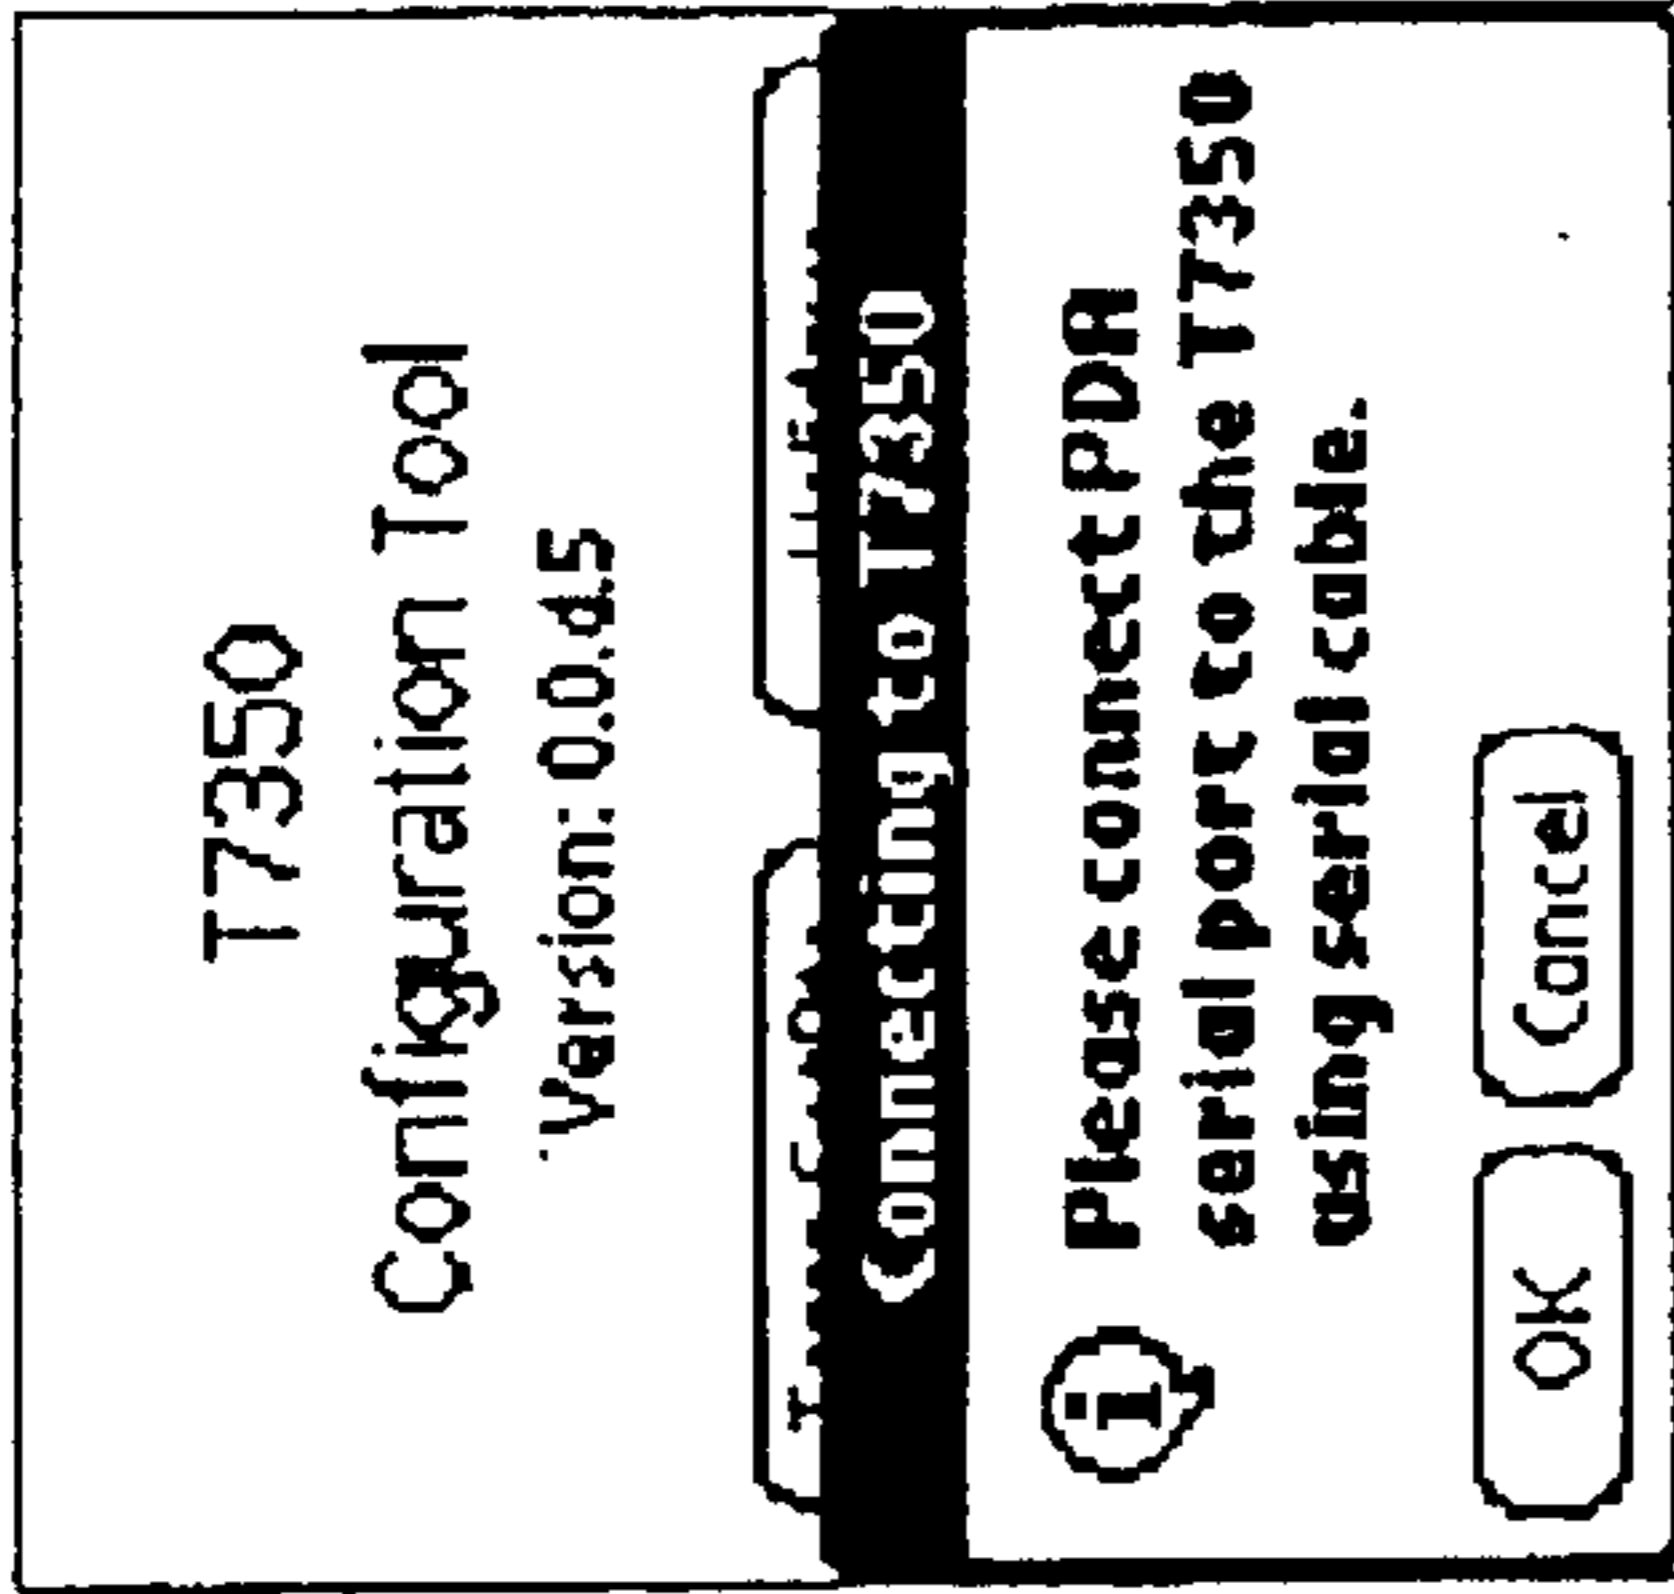 T7350
Configuration Tool
Version: 0.0.d.5
Connecting to T7350
i
Please connect PDA
serial port to the T7350
using serial cable.
OK
Cancel